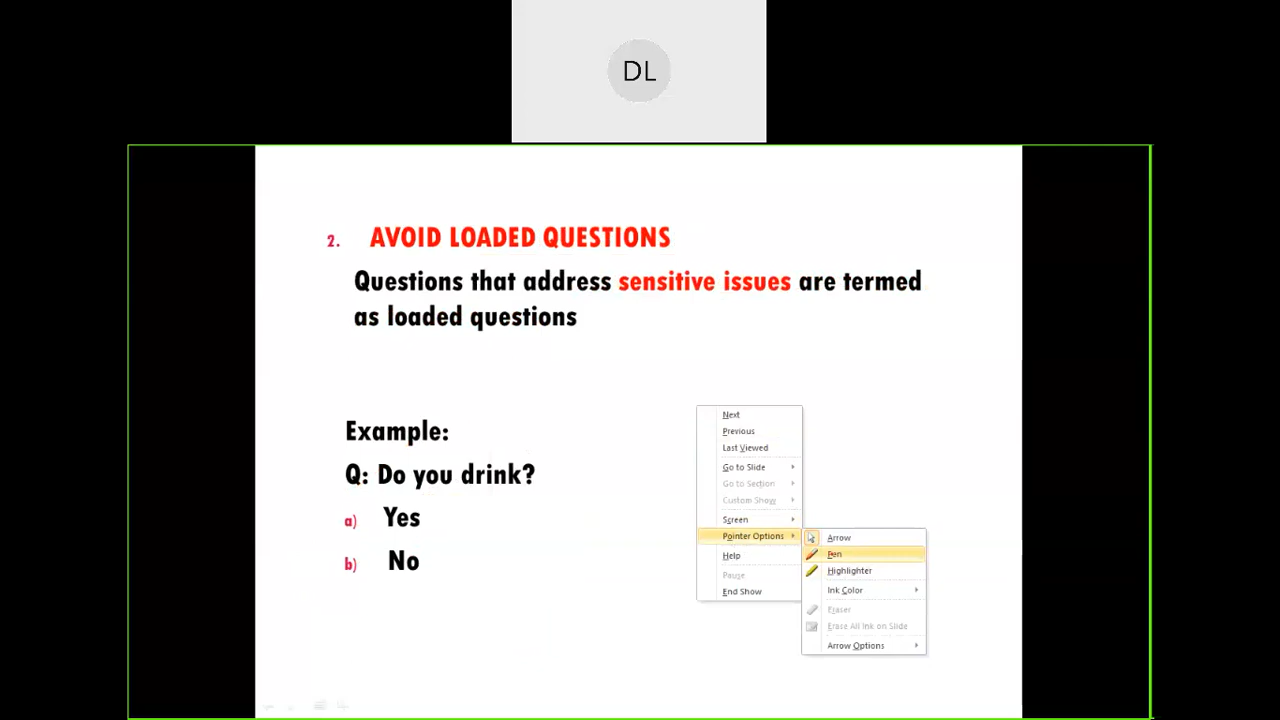 DL
2. AVOID LOADED QUESTIONS
Questions that address sensitive issues are termed
as loaded questions
Example:
Q: Do you drink?
a) Yes
b) No
Next
Previous
Last Viewed
Go to Slide
Go to Section
Custom Show
Screen
Pointer Options
Help
Pause
End Show
Arrow
Pen
Highlighter
Ink Color
Eraser
Erase All Ink on Slide
Arrow Options